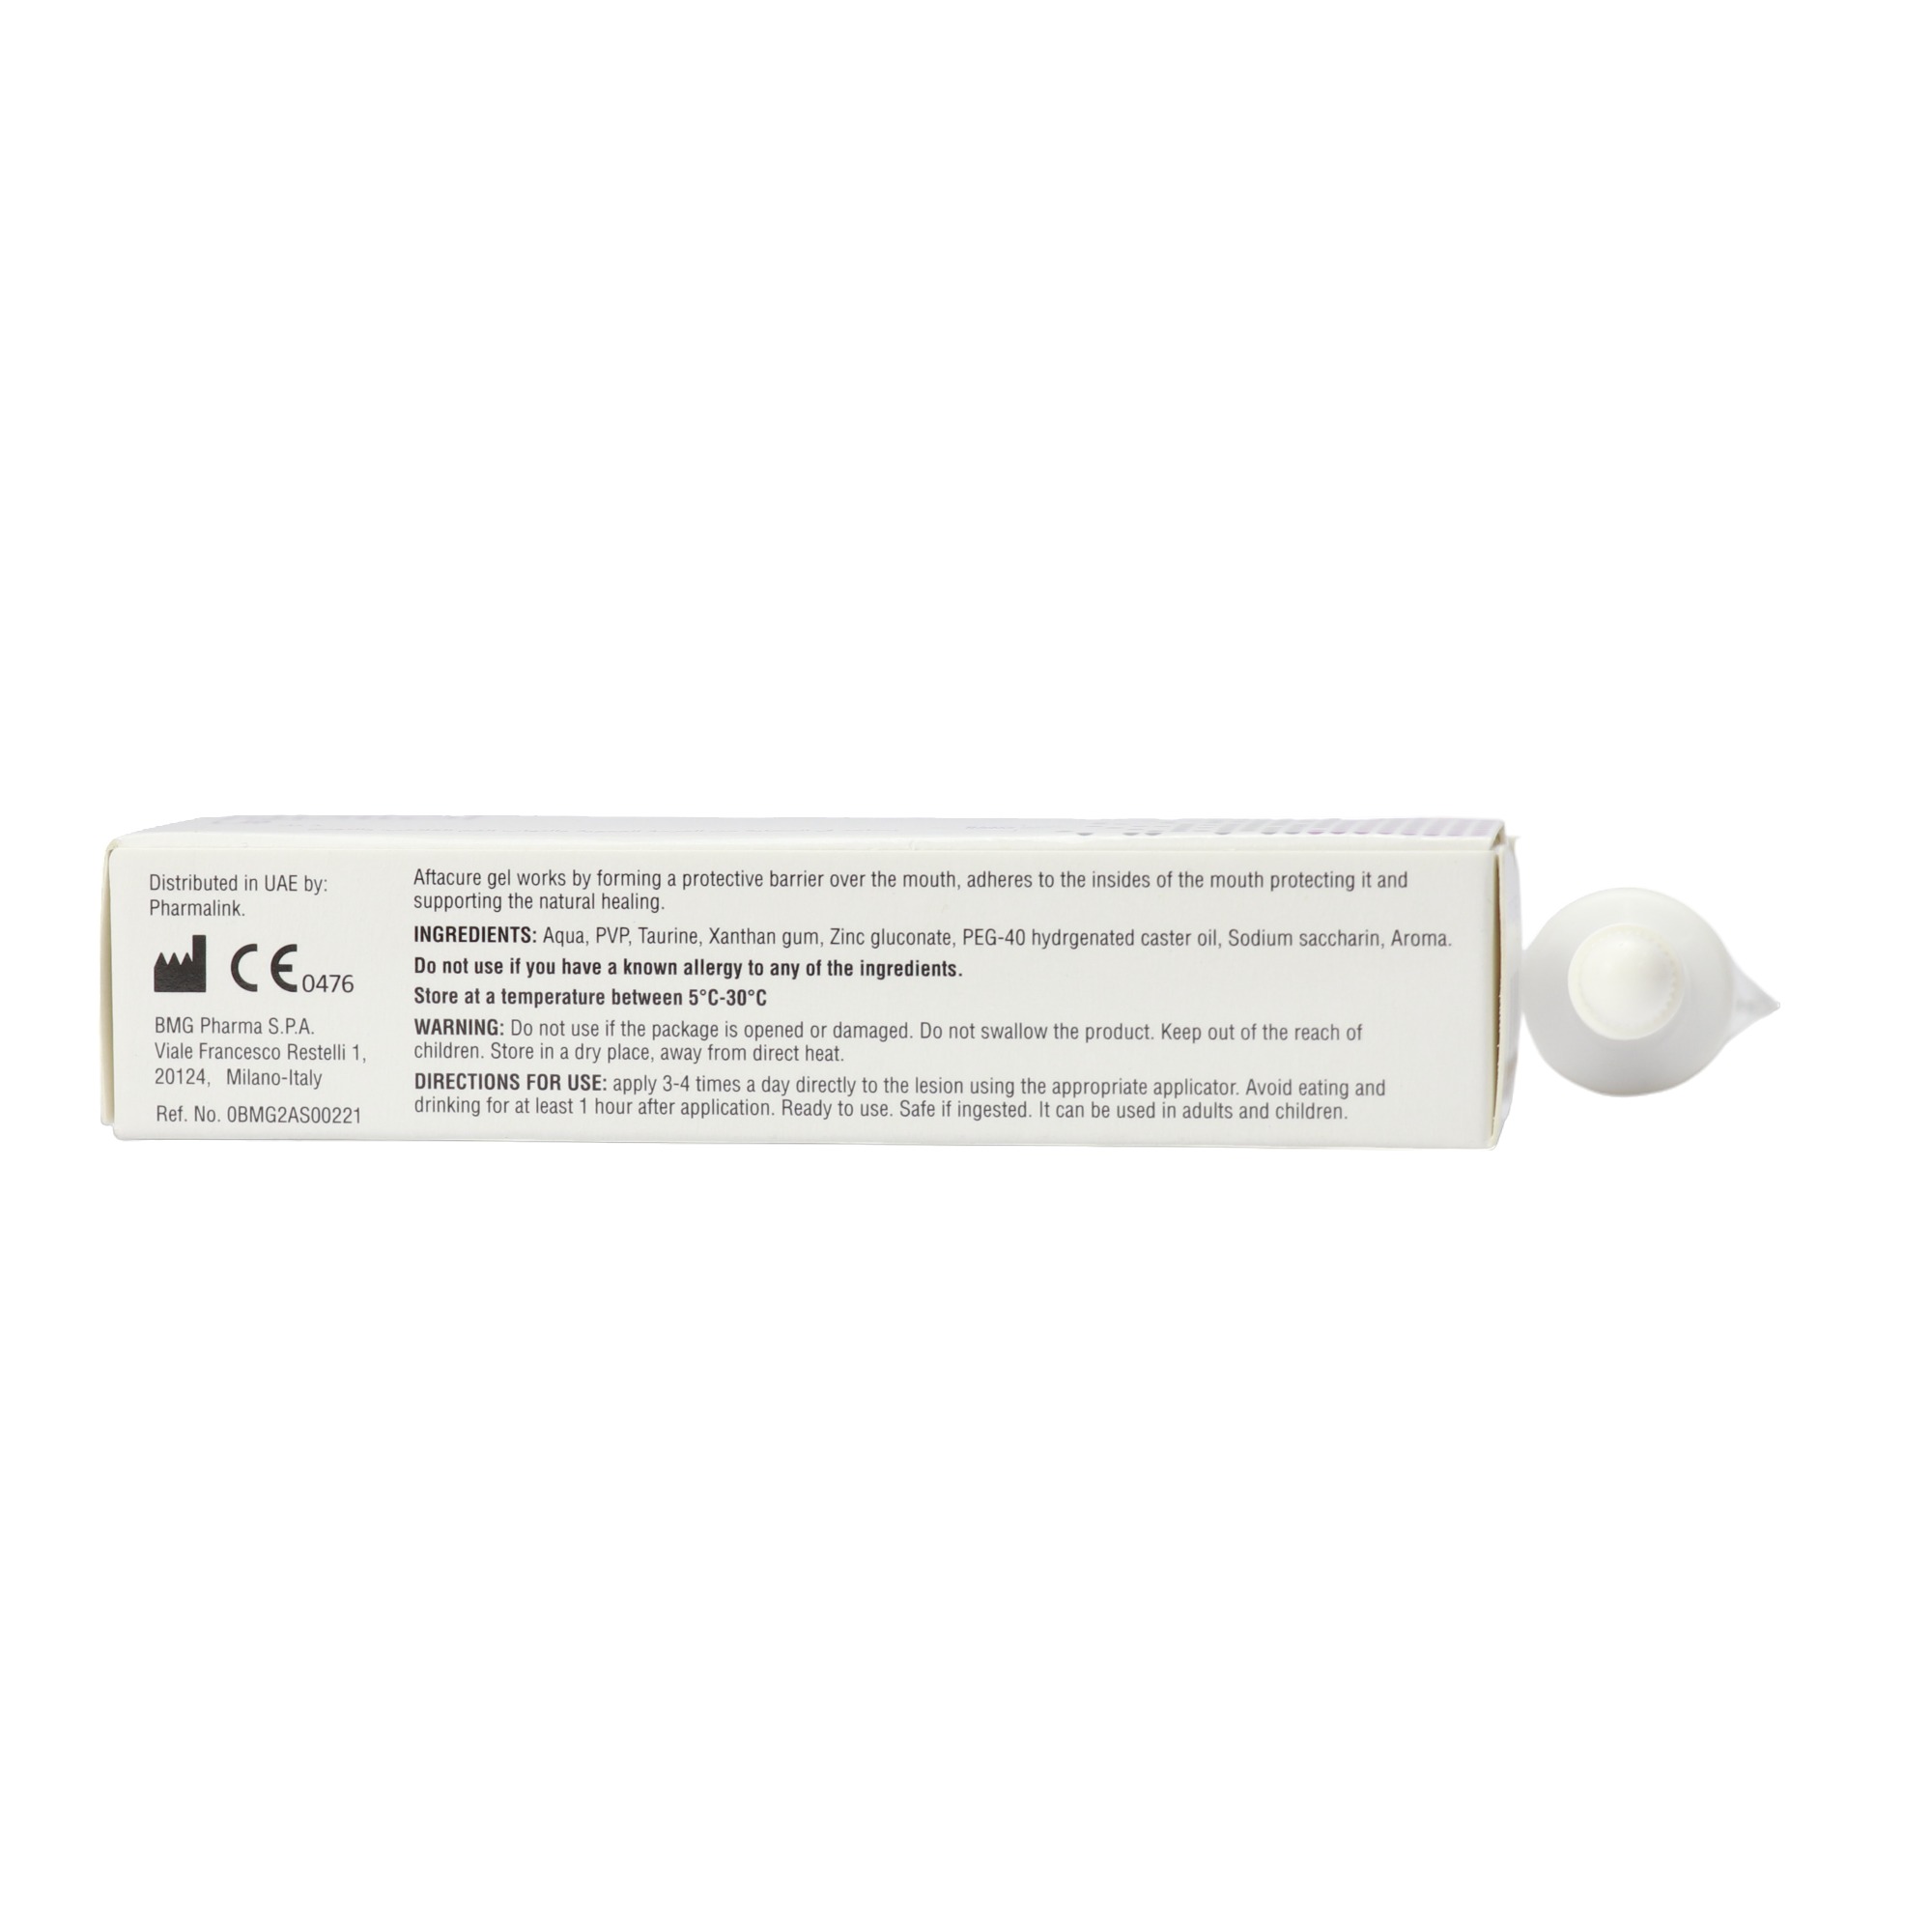 Distributed in UAE by:
Pharmalink.
CE 0476
BMG Pharma S.P.A.
Viale Francesco Restelli 1,
20124, Milano-Italy
Ref. No. 0BMG2AS00221
Aftacure gel works by forming a protective barrier over the mouth, adheres to the insides of the mouth protecting it and
supporting the natural healing.
INGREDIENTS: Aqua, PVP, Taurine, Xanthan gum, Zinc gluconate, PEG-40 hydrgenated caster oil, Sodium saccharin, Aroma.
Do not use if you have a known allergy to any of the ingredients.
Store at a temperature between 5°C-30°C
WARNING: Do not use if the package is opened or damaged. Do not swallow the product. Keep out of the reach of
children. Store in a dry place, away from direct heat.
DIRECTIONS FOR USE: apply 3-4 times a day directly to the lesion using the appropriate applicator. Avoid eating and
drinking for at least 1 hour after application. Ready to use. Safe if ingested. It can be used in adults and children.